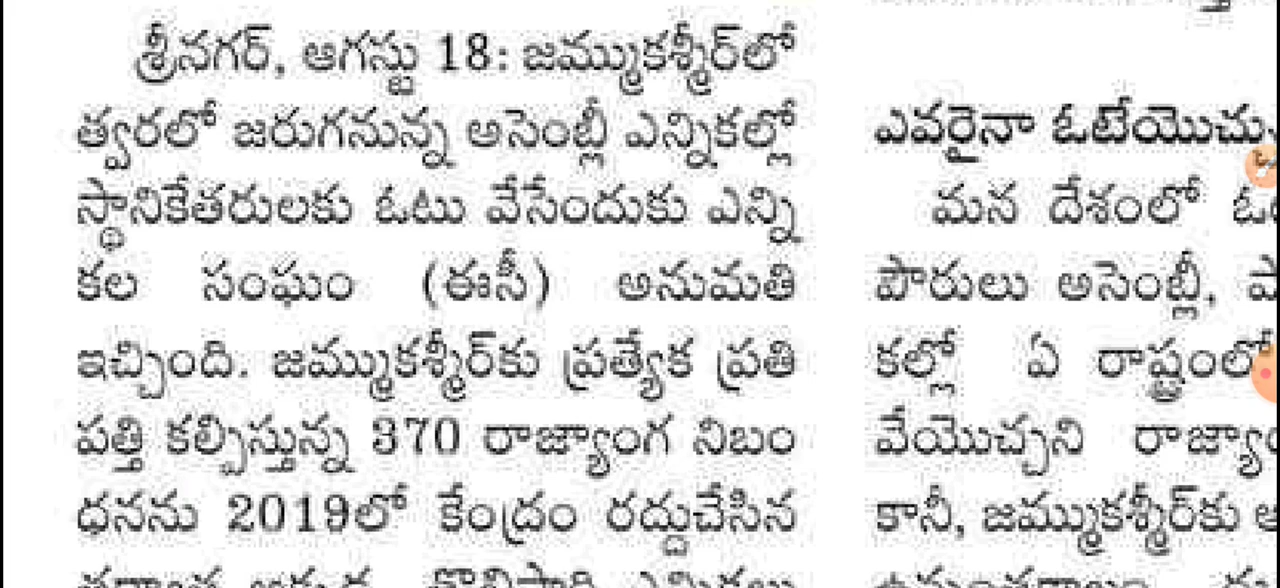 శ్రీనగర్, ఆగస్టు 18: జమ్ముకశ్మీర్‌లో
త్వరలో జరుగనున్న అసెంబ్లీ ఎన్నికల్లో
స్థానికేతరులకు ఓటు వేసేందుకు ఎన్ని
కల సంఘం (ఈసీ) అనుమతి
ఇచ్చింది. జమ్ముకశ్మీర్‌కు ప్రత్యేక ప్రతి
పత్తి కల్పిస్తున్న 370 రాజ్యాంగ నిబం
ధనను 2019లో కేంద్రం రద్దుచేసిన
ఎవరైనా ఓటేయొచ్చు
మన దేశంలో
పౌరులు అసెంబ్లీ,
కల్లో ఏ రాష్ట్రంలో
వేయొచ్చని
కానీ, జమ్ముకశ్మీర్‌కు